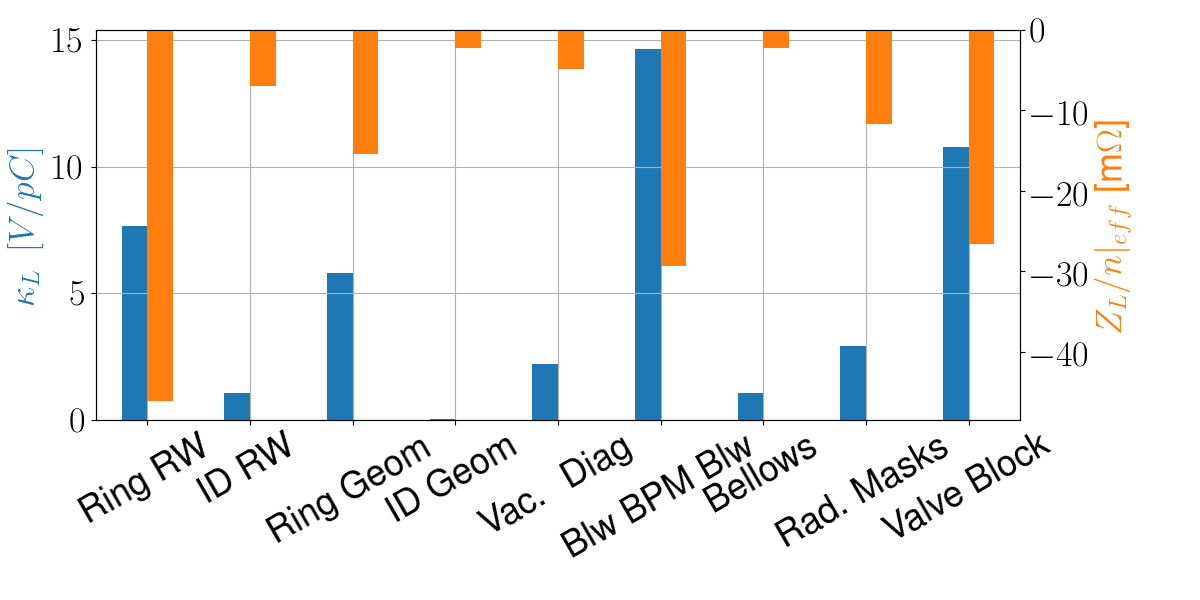 15
10
5
0
κ_L [V/pC]
0
−10
−20
−30
−40
Z_L/n|_eff [mΩ]
Ring RW
ID RW
Ring Geom
ID Geom
Vac. Diag
Blw BPM Blw
Bellows
Rad. Masks
Valve Block